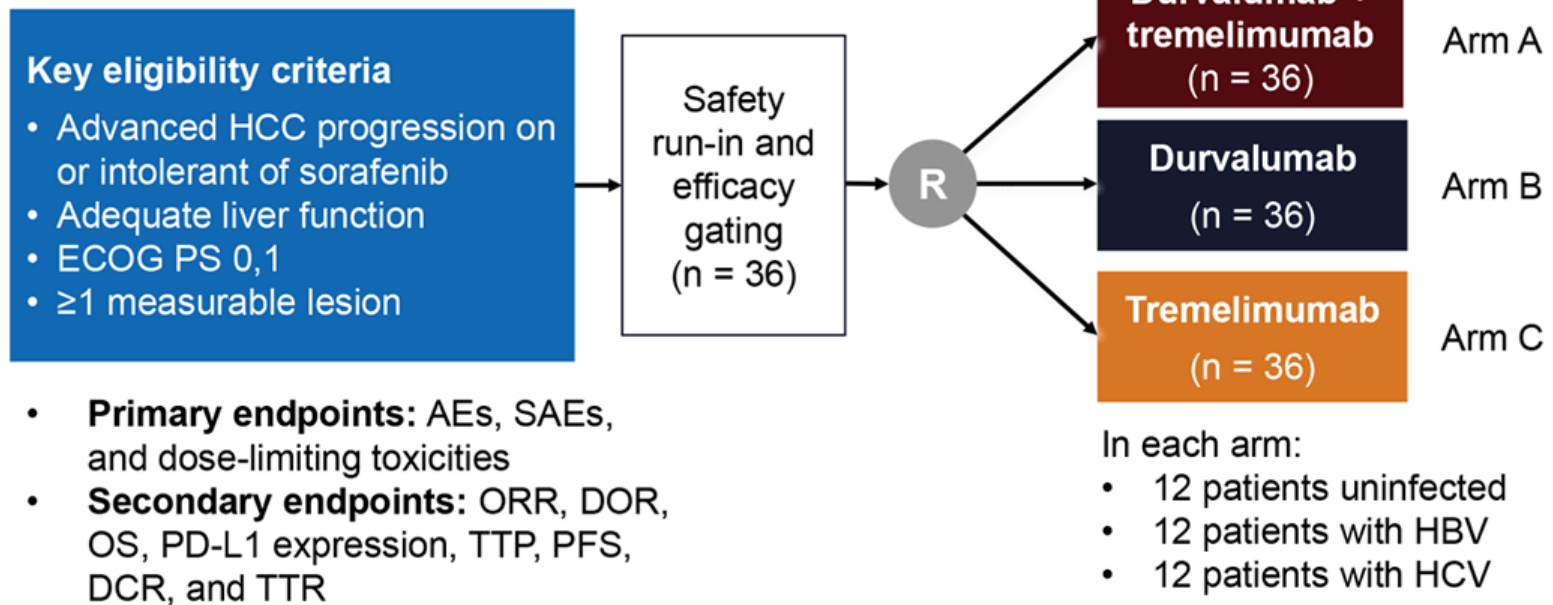 Key eligibility criteria
• Advanced HCC progression on
or intolerant of sorafenib
• Adequate liver function
• ECOG PS 0,1
• ≥1 measurable lesion
Safety
run-in and
efficacy
gating
(n = 36)
R
Durvalumab +
tremelimumab
(n = 36)
Arm A
Durvalumab
(n = 36)
Arm B
Tremelimumab
(n = 36)
Arm C
• Primary endpoints: AEs, SAEs,
and dose-limiting toxicities
• Secondary endpoints: ORR, DOR,
OS, PD-L1 expression, TTP, PFS,
DCR, and TTR
In each arm:
• 12 patients uninfected
• 12 patients with HBV
• 12 patients with HCV